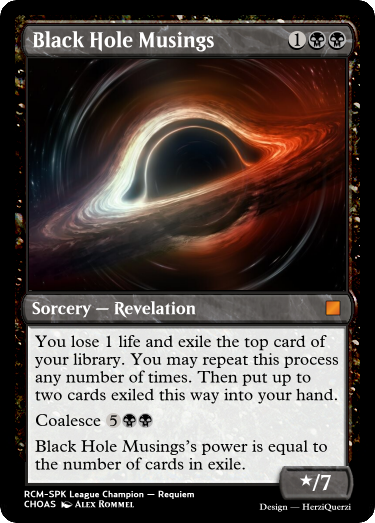 Black Hole Musings 1
Sorcery — Revelation
You lose 1 life and exile the top card of
your library. You may repeat this process
any number of times. Then put up to
two cards exiled this way into your hand.
Coalesce 5
Black Hole Musings's power is equal to
the number of cards in exile.
★/7
RCM-SPK League Champion — Requiem
CHOAS Alex Rommel
Design — HerziQuerzi